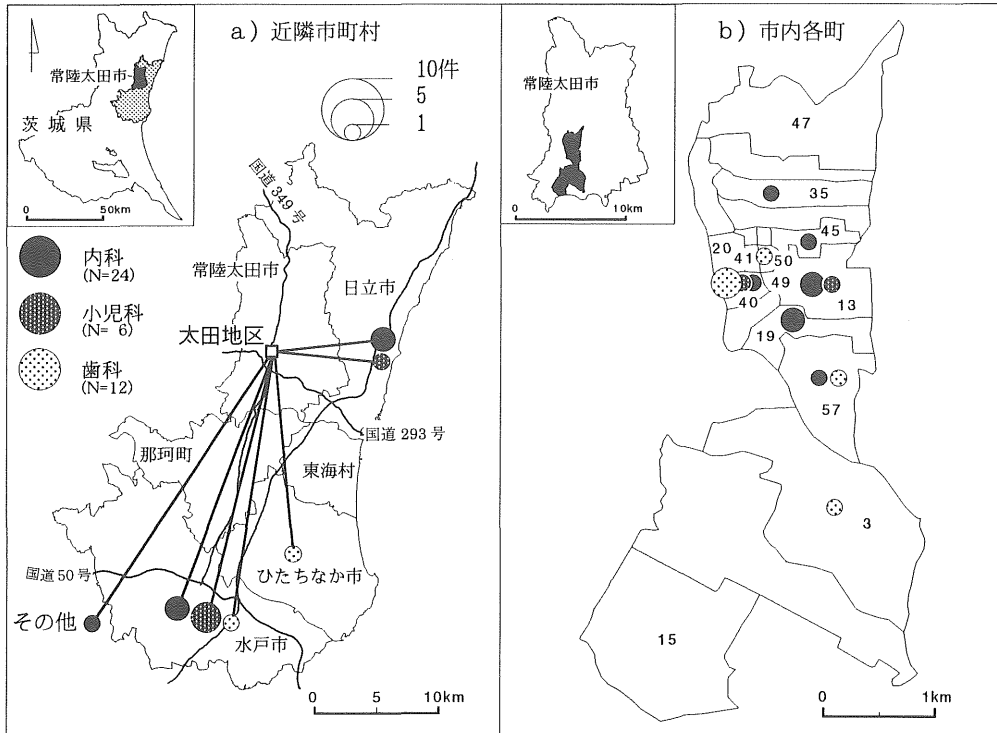 a) 近隣市町村
常陸太田市
茨城県
0 50km
10件
5
1
国道349号
内科
(N=24)
小児科
(N= 6)
歯科
(N=12)
常陸太田市
日立市
太田地区
国道293号
那珂町
東海村
ひたちなか市
国道50号
その他
水戸市
0 5 10km
b) 市内各町
常陸太田市
0 10km
47
35
45
20
41
50
49
40
13
19
57
3
15
0 1km